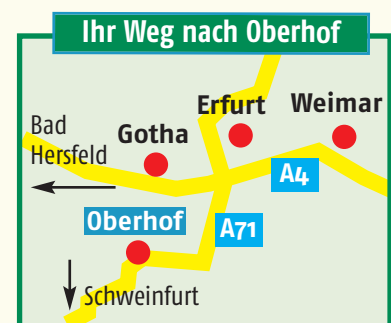 Ihr Weg nach Oberhof
Erfurt
Weimar
Bad
Hersfeld
Gotha
A4
Oberhof
A71
Schweinfurt